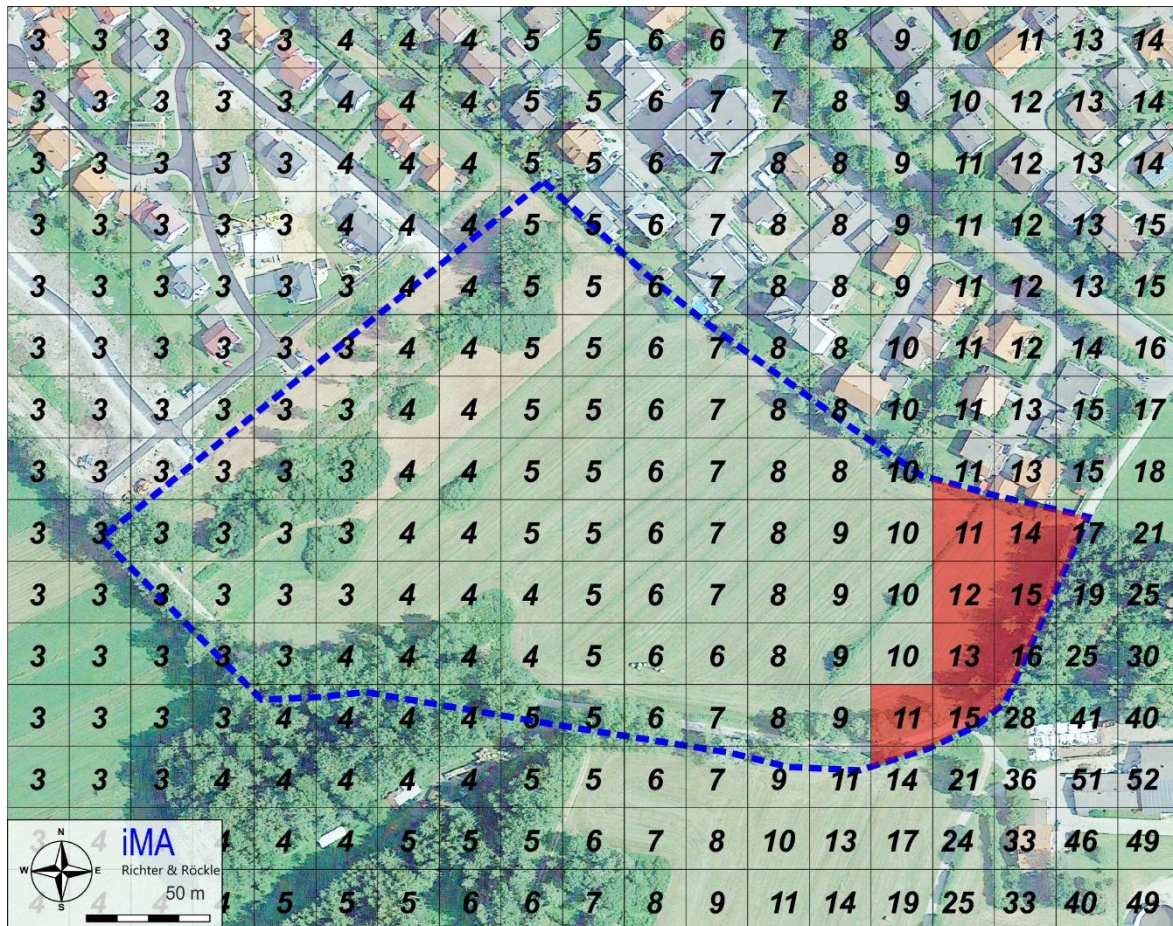 3 3 3 3 3 4 4 4 5 5 6 6 7 8 9 10 11 13 14
3 3 3 3 3 4 4 4 5 5 6 7 7 8 9 10 12 13 14
3 3 3 3 3 4 4 4 5 5 6 7 8 8 9 11 12 13 14
3 3 3 3 3 4 4 4 5 5 6 7 8 8 9 11 12 13 15
3 3 3 3 3 3 4 4 5 5 6 7 8 8 9 11 12 13 15
3 3 3 3 3 3 4 4 5 5 6 7 8 8 10 11 12 14 16
3 3 3 3 3 3 4 4 5 5 6 7 8 8 10 11 13 15 17
3 3 3 3 3 3 4 4 5 5 6 7 8 8 10 11 13 15 18
3 3 3 3 3 3 4 4 5 5 6 7 8 9 10 11 14 17 21
3 3 3 3 3 3 4 4 4 5 6 7 8 9 10 12 15 19 25
3 3 3 3 3 4 4 4 4 5 6 6 8 9 10 13 16 25 30
3 3 3 3 4 4 4 4 5 5 6 7 8 9 11 15 28 41 40
3 3 3 4 4 4 4 4 5 5 6 7 9 11 14 21 36 51 52
3 4 4 4 4 4 5 5 5 6 7 8 10 13 17 24 33 46 49
4 4 4 4 5 5 5 6 6 7 8 9 11 14 19 25 33 40 49
N
W E
S
iMA
Richter & Röckle
50 m